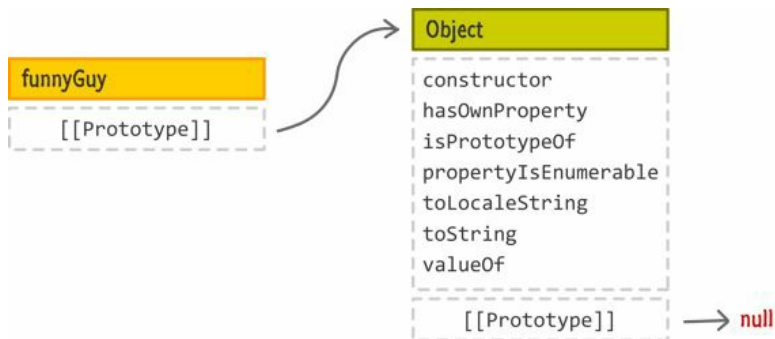 funnyGuy
[[Prototype]]
Object
constructor
hasOwnProperty
isPrototypeOf
propertyIsEnumerable
toLocaleString
toString
valueOf
[[Prototype]]
null